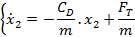 {ẋ₂ = −C_D/m . x₂ + F_T/m